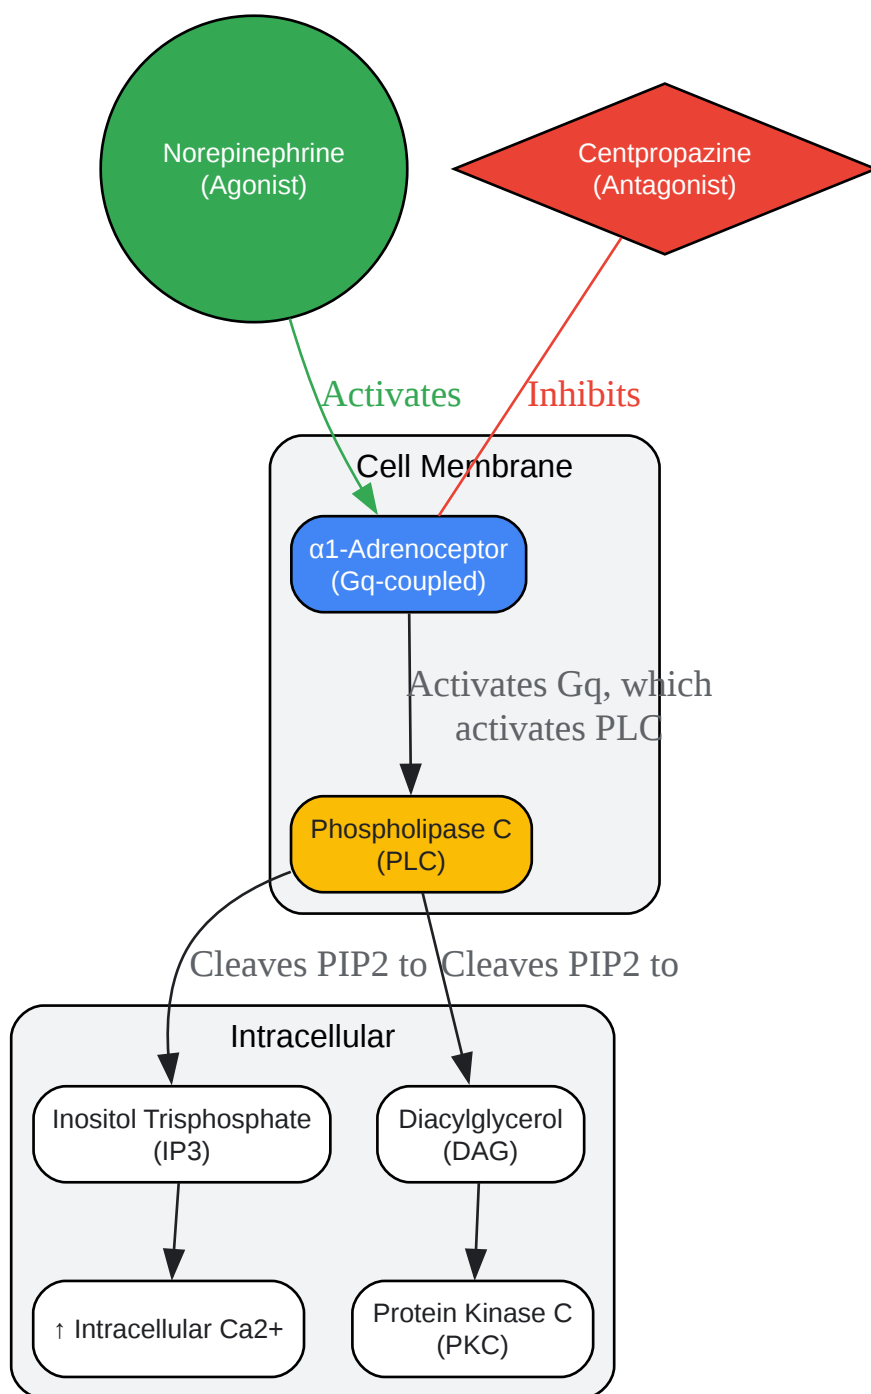 Norepinephrine
(Agonist)
Centpropazine
(Antagonist)
Activates
Inhibits
Cell Membrane
α1-Adrenoceptor
(Gq-coupled)
Activates Gq, which
activates PLC
Phospholipase C
(PLC)
Cleaves PIP2 to
Cleaves PIP2 to
Intracellular
Inositol Trisphosphate
(IP3)
Diacylglycerol
(DAG)
↑ Intracellular Ca2+
Protein Kinase C
(PKC)